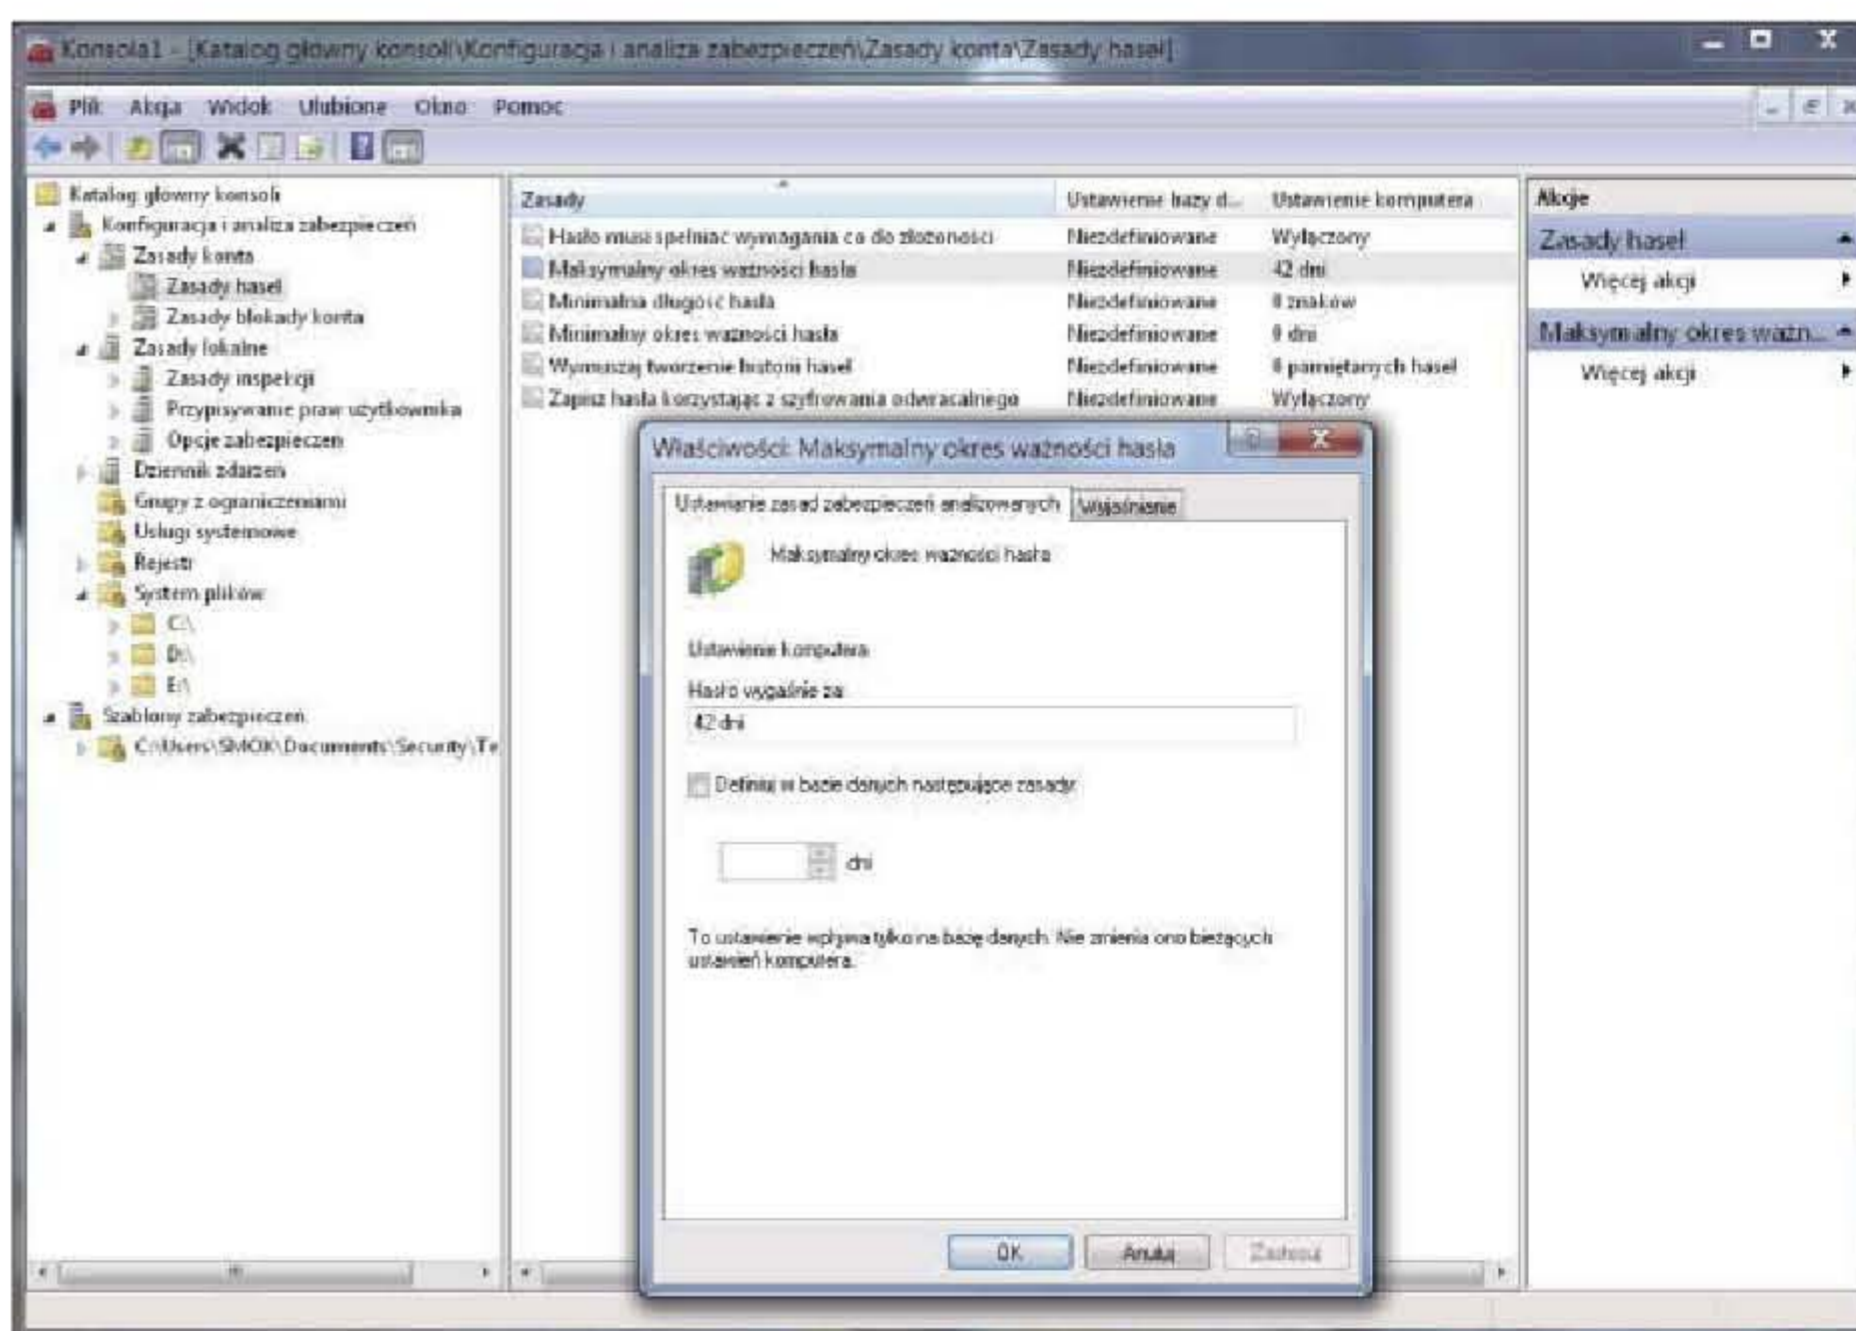 Konsola1 - [Katalog główny konsoli\Konfiguracja i analiza zabezpieczeń\Zasady konta\Zasady haseł]
Plik Akcja Widok Ulubione Okno Pomoc
Katalog główny konsoli
Konfiguracja i analiza zabezpieczeń
Zasady konta
Zasady haseł
Zasady blokady konta
Zasady lokalne
Zasady inspekcji
Przypisywanie praw użytkownika
Opcje zabezpieczeń
Dziennik zdarzeń
Grupy z ograniczeniami
Usługi systemowe
Rejestr
System plików
C:\
D:\
E:\
Szablony zabezpieczeń
C:\Users\SMOK\Documents\Security\Te
Zasady Ustawienie bazy d... Ustawienie komputera
Hasło musi spełniać wymagania co do złożoności Niezdefiniowane Wyłączony
Maksymalny okres ważności hasła Niezdefiniowane 42 dni
Minimalna długość hasła Niezdefiniowane 0 znaków
Minimalny okres ważności hasła Niezdefiniowane 0 dni
Wymuszaj tworzenie historii haseł Niezdefiniowane 0 pamiętanych haseł
Zapisz hasła korzystając z szyfrowania odwracalnego Niezdefiniowane Wyłączony
Akcje
Zasady haseł
Więcej akcji
Maksymalny okres ważn...
Więcej akcji
Właściwości: Maksymalny okres ważności hasła
Ustawianie zasad zabezpieczeń analizowanych Wyjaśnianie
Maksymalny okres ważności hasła
Ustawienie komputera
Hasło wygaśnie za:
42 dni
Definiuj w bazie danych następujące zasady:
dni
To ustawienie wpływa tylko na bazę danych. Nie zmienia ono bieżących
ustawień komputera.
OK Anuluj Zastosuj